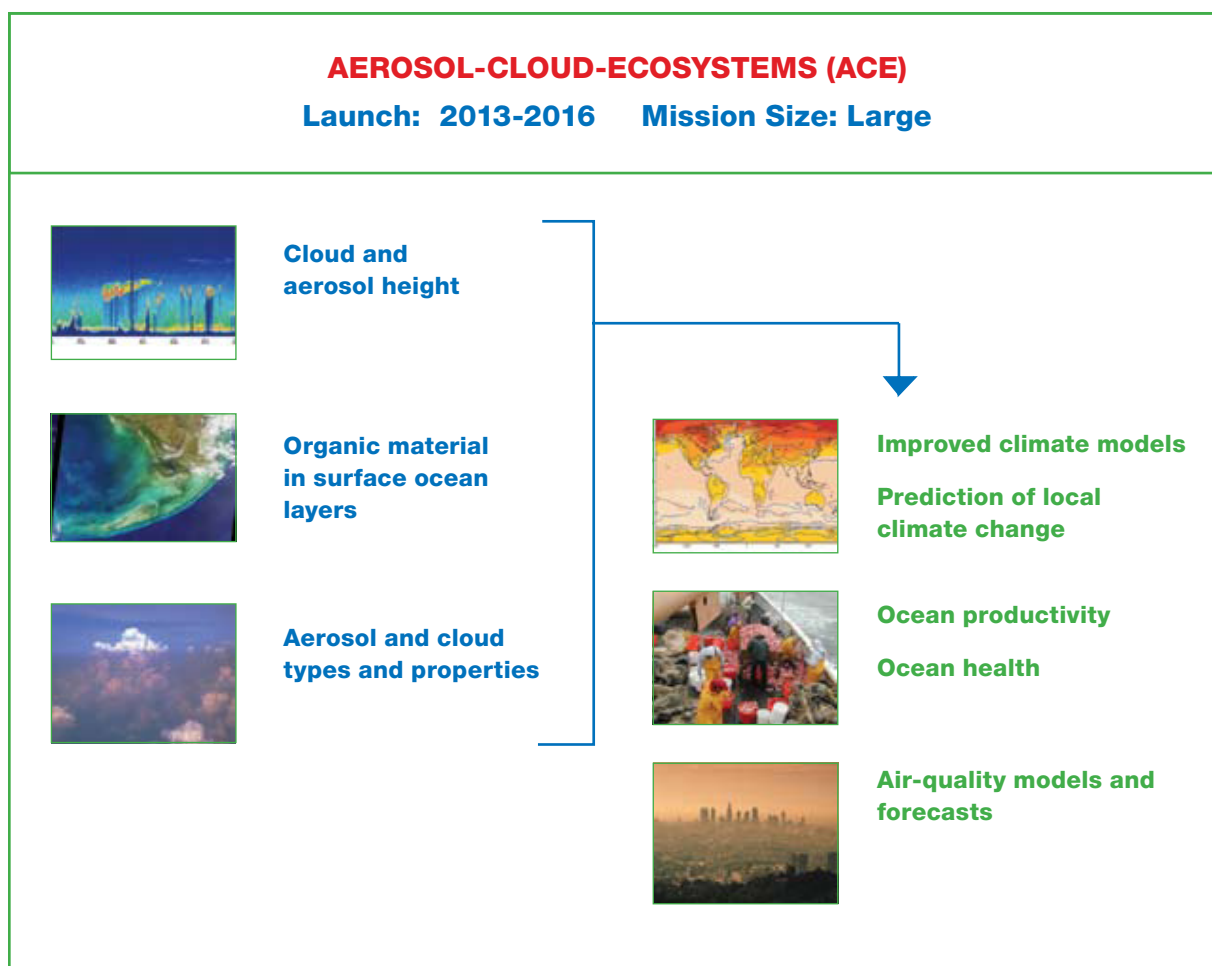 AEROSOL-CLOUD-ECOSYSTEMS (ACE)
Launch: 2013-2016 Mission Size: Large
Cloud and
aerosol height
Organic material
in surface ocean
layers
Aerosol and cloud
types and properties
Improved climate models
Prediction of local
climate change
Ocean productivity
Ocean health
Air-quality models and
forecasts